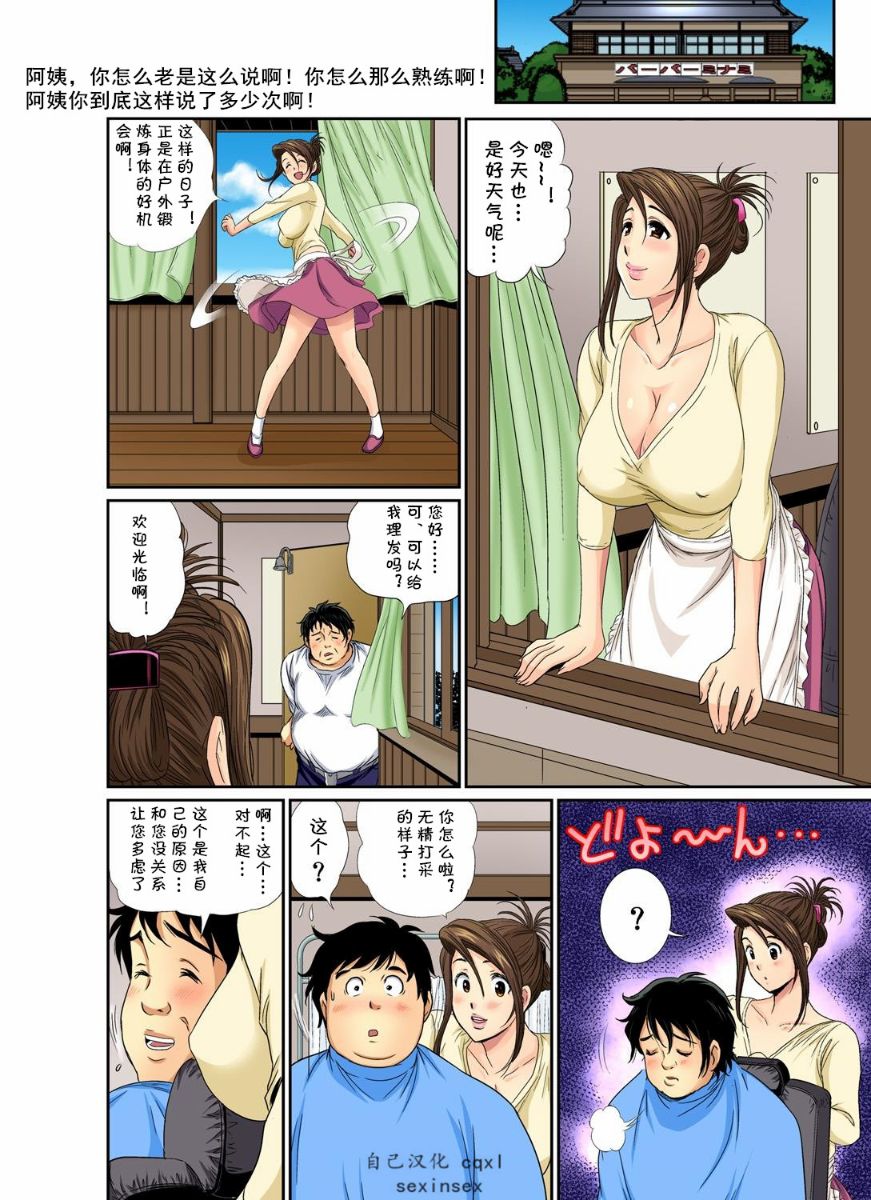 バーバーミナミ
阿姨，你怎么老是这么说啊！你怎么那么熟练啊！
阿姨你到底这样说了多少次啊！
嗯～～！
今天也…
是好天气呢…
这样的日子！
正是在户外锻
炼身体的好机
会啊！
您好……
可、可以给
我理发吗？
欢迎光临啊！
どよ〜〜ん…
？
你怎么啦？
无精打采
的样子…
这个？
啊…这个…
对不起…
这个是我自
己的原因…
和您没关系
让您多虑了
自己汉化 cqxl
sexinsex